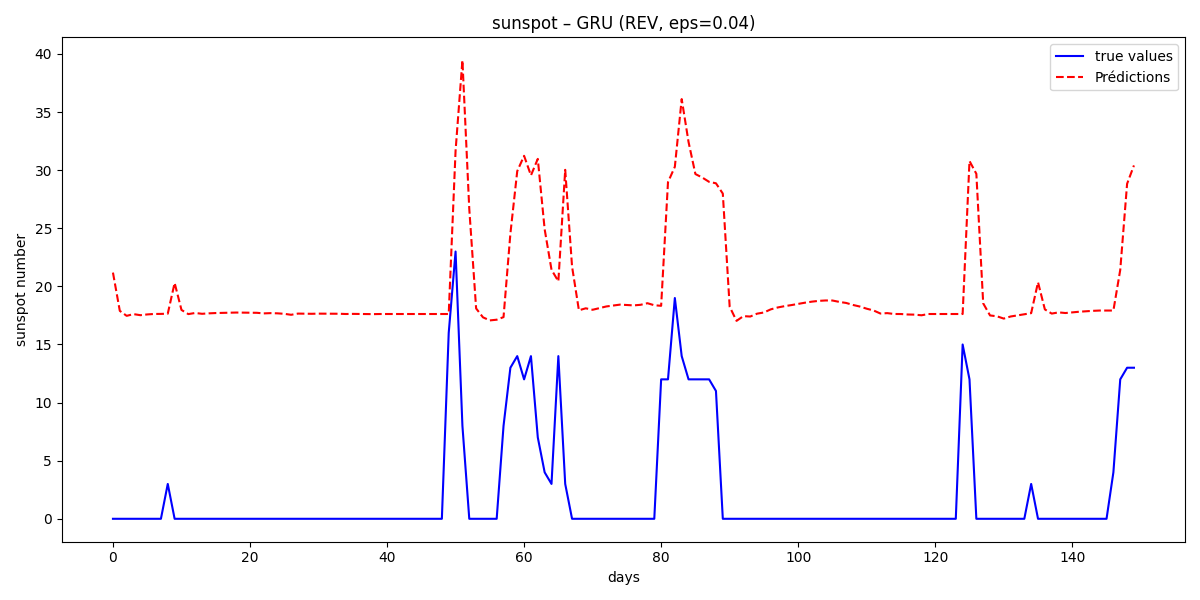 sunspot – GRU (REV, eps=0.04)
true values
Prédictions
sunspot number
40
35
30
25
20
15
10
5
0
0 20 40 60 80 100 120 140
days